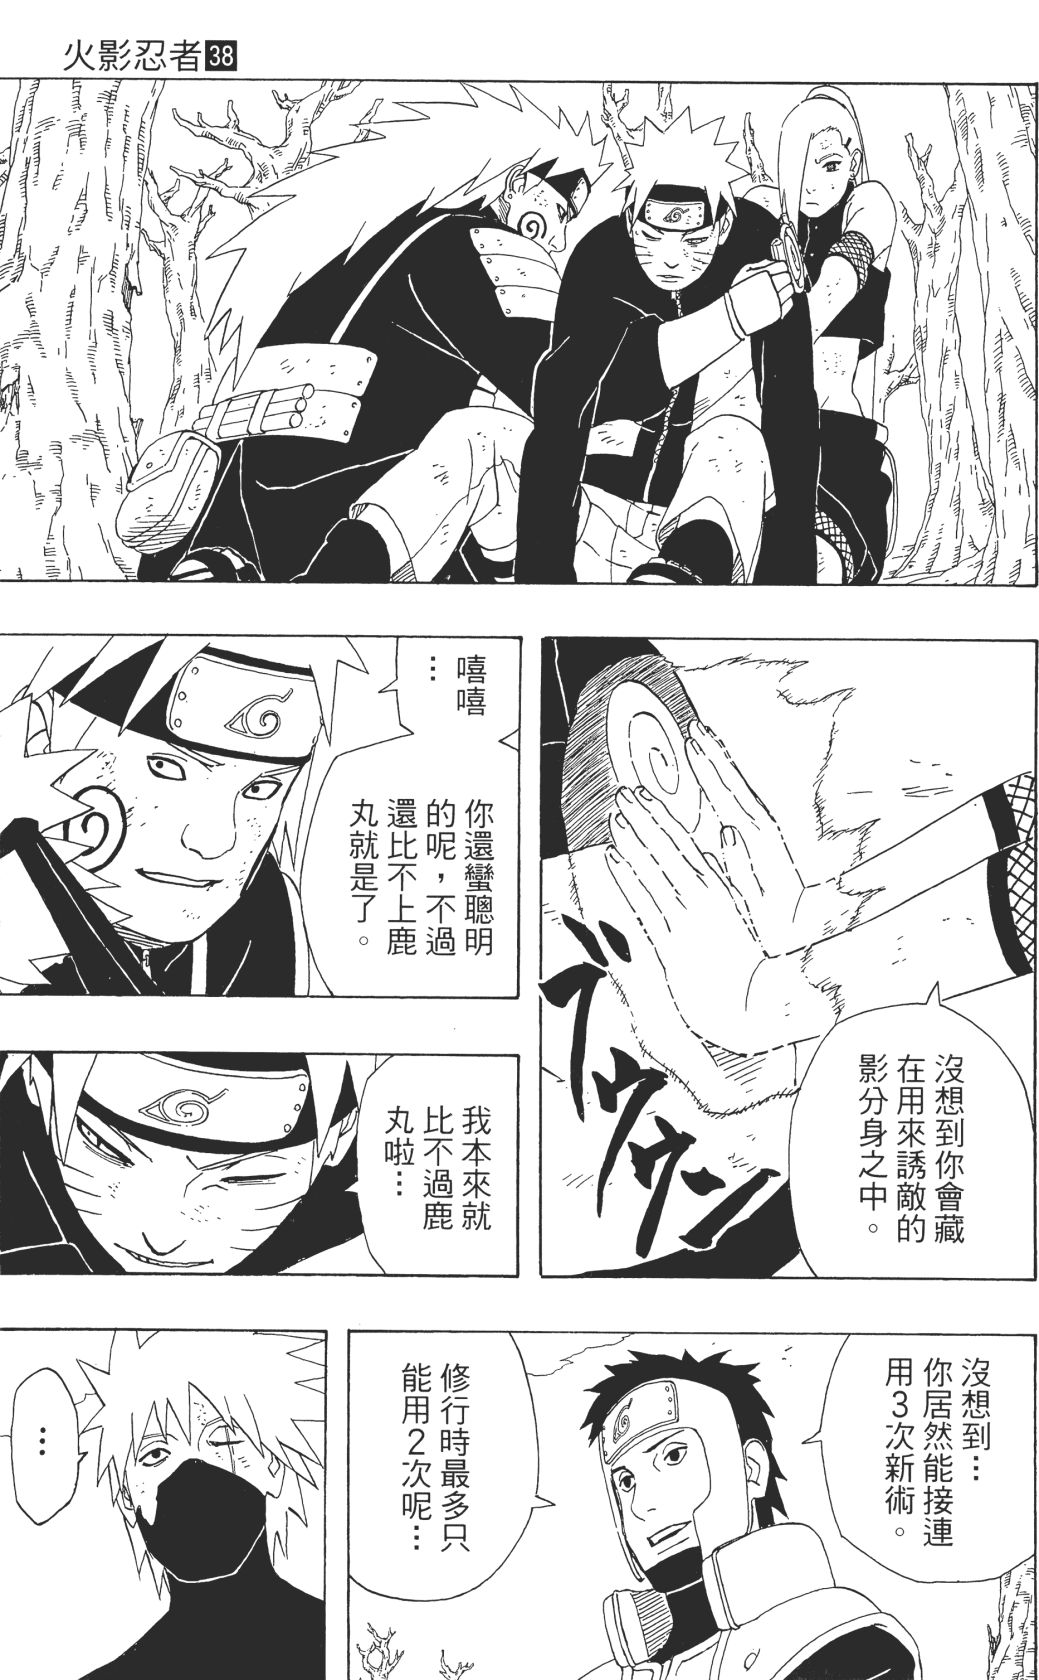 火影忍者38
沒想到你會藏
在用來誘敵的
影分身之中。
ブゥゥン
嘻嘻
…
你還蠻聰明
的呢，不過
還比不上鹿
丸就是了。
我本來就
比不過鹿
丸啦…
沒想到…
你居然能接連
用3次新術。
修行時最多只
能用2次呢…
…